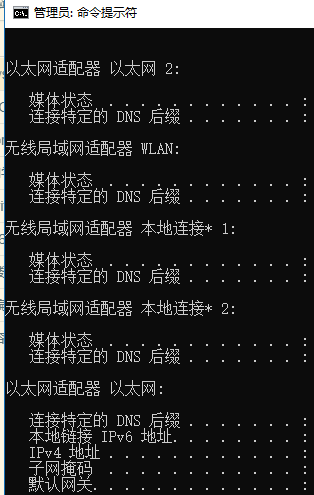 管理员: 命令提示符
以太网适配器 以太网 2:
媒体状态 . . . . . . . . . . . . :
连接特定的 DNS 后缀 . . . . . . . :
无线局域网适配器 WLAN:
媒体状态 . . . . . . . . . . . . :
连接特定的 DNS 后缀 . . . . . . . :
无线局域网适配器 本地连接* 1:
媒体状态 . . . . . . . . . . . . :
连接特定的 DNS 后缀 . . . . . . . :
无线局域网适配器 本地连接* 2:
媒体状态 . . . . . . . . . . . . :
连接特定的 DNS 后缀 . . . . . . . :
以太网适配器 以太网:
连接特定的 DNS 后缀 . . . . . . . :
本地链接 IPv6 地址. . . . . . . . :
IPv4 地址 . . . . . . . . . . . . :
子网掩码 . . . . . . . . . . . . :
默认网关. . . . . . . . . . . . . :